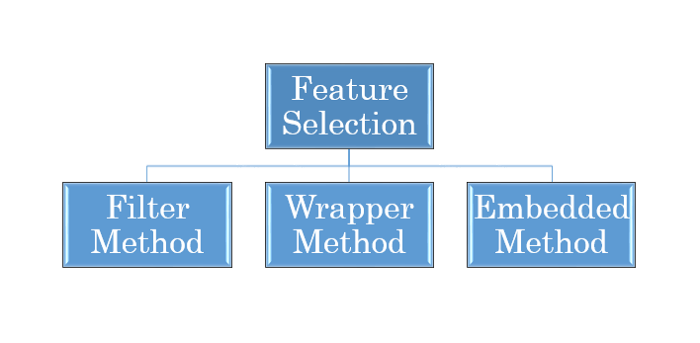 Feature
Selection
Filter
Method
Wrapper
Method
Embedded
Method